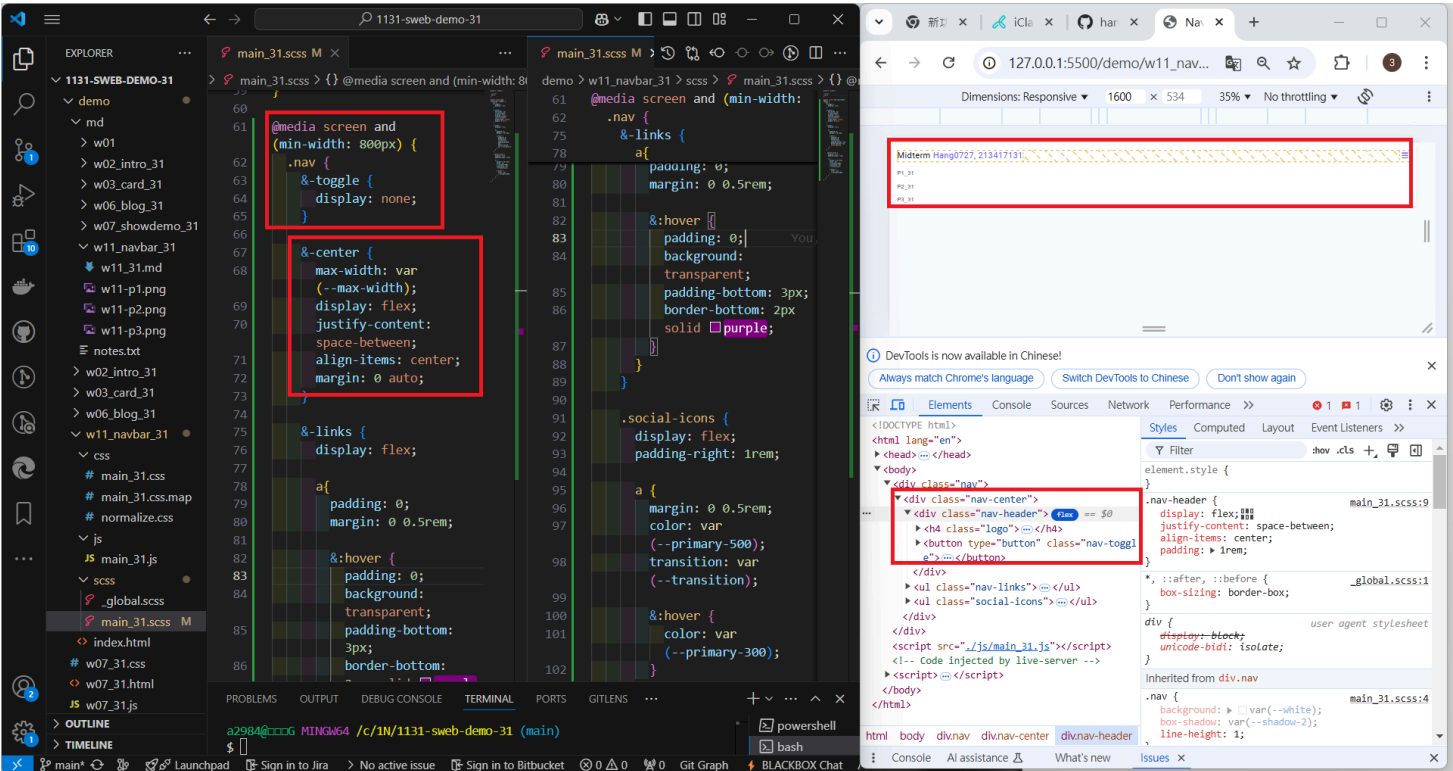 1131-sweb-demo-31
EXPLORER
1131-SWEB-DEMO-31
demo
md
w01
w02_intro_31
w03_card_31
w06_blog_31
w07_showdemo_31
w11_navbar_31
w11_31.md
w11-p1.png
w11-p2.png
w11-p3.png
notes.txt
w02_intro_31
w03_card_31
w06_blog_31
w11_navbar_31
css
main_31.css
main_31.css.map
normalize.css
js
main_31.js
scss
_global.scss
main_31.scss M
index.html
w07_31.css
w07_31.html
w07_31.js
OUTLINE
TIMELINE
main_31.scss M
main_31.scss > {} @media screen and (min-width: 80
60
61 @media screen and
(min-width: 800px) {
62 .nav {
63 &-toggle {
64 display: none;
65 }
66
67 &-center {
68 max-width: var
(--max-width);
69 display: flex;
70 justify-content:
space-between;
71 align-items: center;
72 margin: 0 auto;
73 }
74
75 &-links {
76 display: flex;
77
78 a{
79 padding: 0;
80 margin: 0 0.5rem;
81
82 &:hover {
83 padding: 0;
84 background:
transparent;
85 padding-bottom:
3px;
86 border-bottom:
main_31.scss M
demo > w11_navbar_31 > scss > main_31.scss > {} @
61 @media screen and (min-width:
62 .nav {
75 &-links {
78 a{
79 padding: 0;
80 margin: 0 0.5rem;
81
82 &:hover {
83 padding: 0; You,
84 background:
transparent;
85 padding-bottom: 3px;
86 border-bottom: 2px
solid purple;
87 }
88 }
89 }
90
91 .social-icons {
92 display: flex;
93 padding-right: 1rem;
94
95 a {
96 margin: 0 0.5rem;
97 color: var
(--primary-500);
98 transition: var
(--transition);
99
100 &:hover {
101 color: var
(--primary-300);
102 }
PROBLEMS OUTPUT DEBUG CONSOLE TERMINAL PORTS GITLENS
a2984@□□□G MINGW64 /c/1N/1131-sweb-demo-31 (main)
$
powershell
bash
main* Launchpad Sign in to Jira No active issue Sign in to Bitbucket 0 0 0 Git Graph BLACKBOX Chat
iCla har Nav
127.0.0.1:5500/demo/w11_nav...
3
Dimensions: Responsive 1600 × 534 35% No throttling
Midterm Hang0727, 213417131
P1_31
P2_31
P3_31
DevTools is now available in Chinese!
Always match Chrome's language Switch DevTools to Chinese Don't show again
Elements Console Sources Network Performance 1 1
<!DOCTYPE html>
<html lang="en">
<head> … </head>
<body>
<div class="nav">
<div class="nav-center">
<div class="nav-header"> flex == $0
<h4 class="logo"> … </h4>
<button type="button" class="nav-toggl
e"> … </button>
</div>
<ul class="nav-links"> … </ul>
<ul class="social-icons"> … </ul>
</div>
</div>
<script src="./js/main_31.js"></script>
<!-- Code injected by live-server -->
<script> … </script>
</body>
</html>
html body div.nav div.nav-center div.nav-header
Styles Computed Layout Event Listeners
Filter :hov .cls
element.style {
}
.nav-header { main_31.scss:9
display: flex;
justify-content: space-between;
align-items: center;
padding: 1rem;
}
*, ::after, ::before { _global.scss:1
box-sizing: border-box;
}
div { user agent stylesheet
display: block;
unicode-bidi: isolate;
}
Inherited from div.nav
.nav { main_31.scss:4
background: var(--white);
box-shadow: var(--shadow-2);
line-height: 1;
Console AI assistance What's new Issues